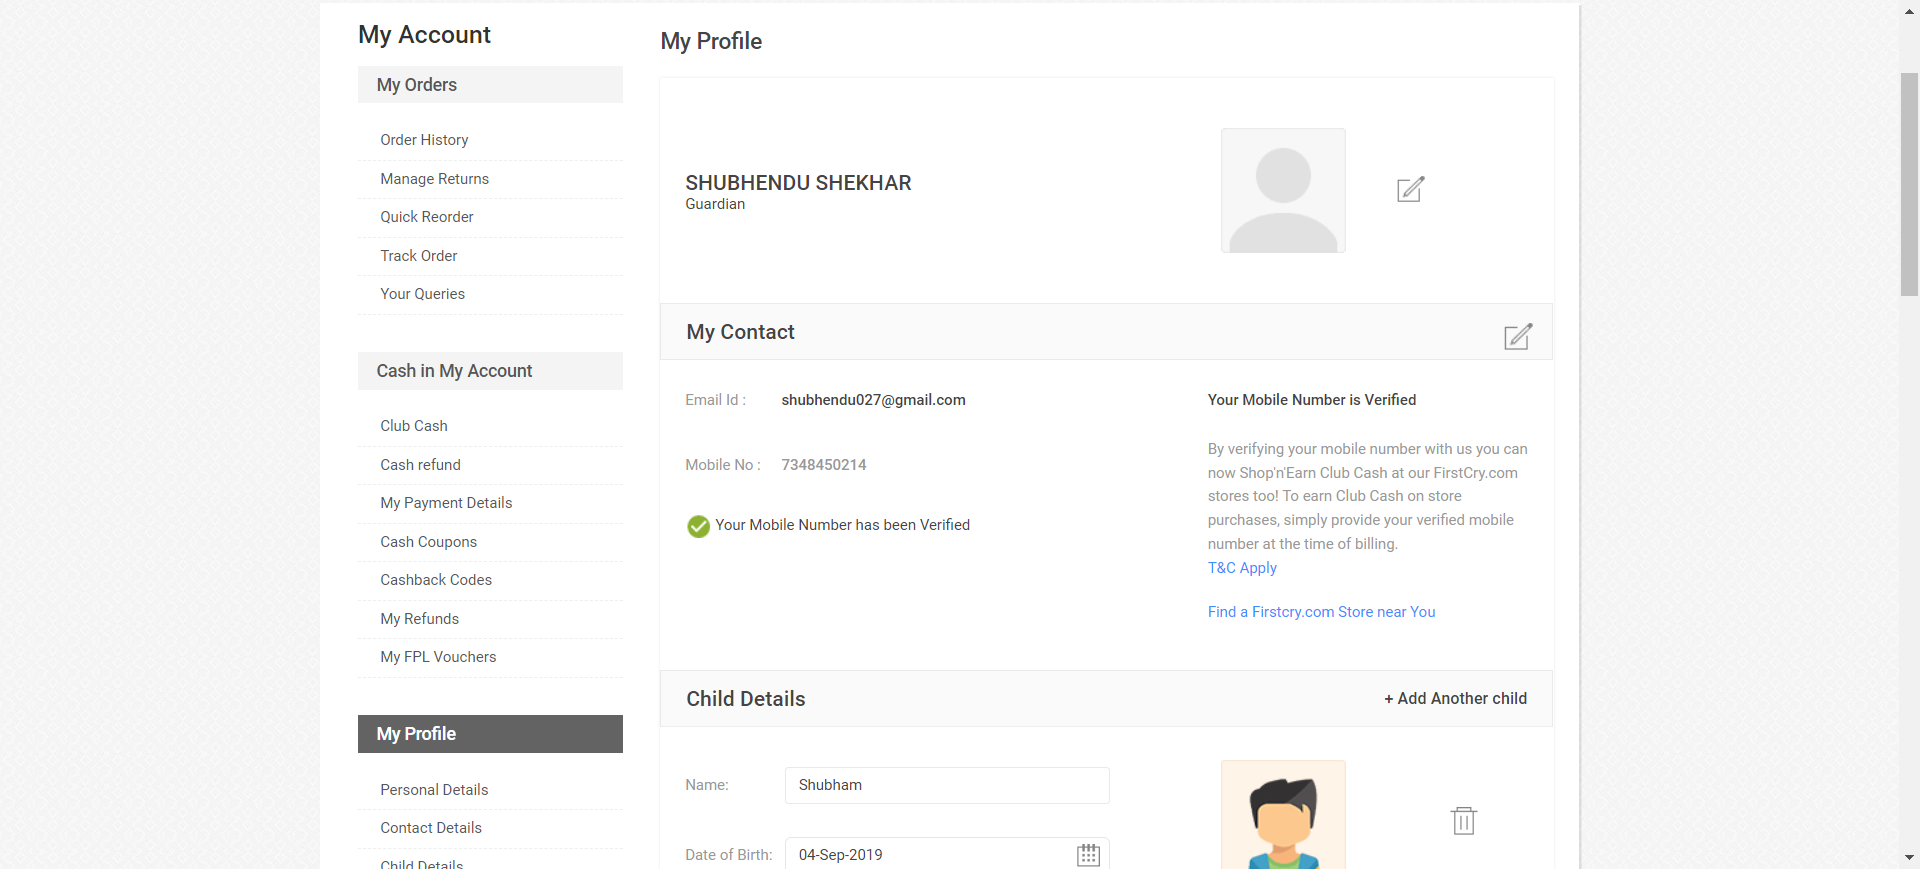 My Account
My Orders
Order History
Manage Returns
Quick Reorder
Track Order
Your Queries
Cash in My Account
Club Cash
Cash refund
My Payment Details
Cash Coupons
Cashback Codes
My Refunds
My FPL Vouchers
My Profile
Personal Details
Contact Details
Child Details
My Profile
SHUBHENDU SHEKHAR
Guardian
My Contact
Email Id : shubhendu027@gmail.com
Mobile No : 7348450214
Your Mobile Number has been Verified
Your Mobile Number is Verified
By verifying your mobile number with us you can
now Shop'n'Earn Club Cash at our FirstCry.com
stores too! To earn Club Cash on store
purchases, simply provide your verified mobile
number at the time of billing.
T&C Apply
Find a Firstcry.com Store near You
Child Details
+ Add Another child
Name: Shubham
Date of Birth: 04-Sep-2019